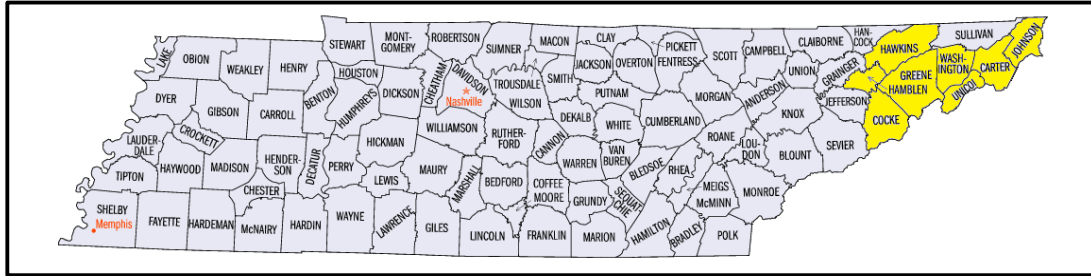 LAKE
OBION
WEAKLEY
HENRY
STEWART
MONT-
GOMERY
ROBERTSON
SUMNER
MACON
CLAY
PICKETT
FENTRESS
SCOTT
CAMPBELL
CLAIBORNE
HAN-
COCK
HAWKINS
SULLIVAN
JOHNSON
DYER
GIBSON
CARROLL
BENTON
HOUSTON
HUMPHREYS
DICKSON
CHEATHAM
DAVIDSON
Nashville
TROUSDALE
WILSON
SMITH
JACKSON
OVERTON
PUTNAM
MORGAN
ANDERSON
UNION
GRAINGER
GREENE
HAMBLEN
WASH-
INGTON
CARTER
UNICOI
LAUDER-
DALE
CROCKETT
HAYWOOD
MADISON
HENDER-
SON
DECATUR
PERRY
HICKMAN
WILLIAMSON
RUTHER-
FORD
CANNON
DEKALB
WHITE
CUMBERLAND
ROANE
LOU-
DON
KNOX
JEFFERSON
COCKE
TIPTON
CHESTER
LEWIS
MAURY
MARSHALL
BEDFORD
COFFEE
MOORE
WARREN
VAN
BUREN
BLEDSOE
RHEA
MEIGS
McMINN
MONROE
BLOUNT
SEVIER
SHELBY
Memphis
FAYETTE
HARDEMAN
McNAIRY
HARDIN
WAYNE
LAWRENCE
GILES
LINCOLN
FRANKLIN
GRUNDY
MARION
SEQUAT-
CHIE
HAMILTON
BRADLEY
POLK